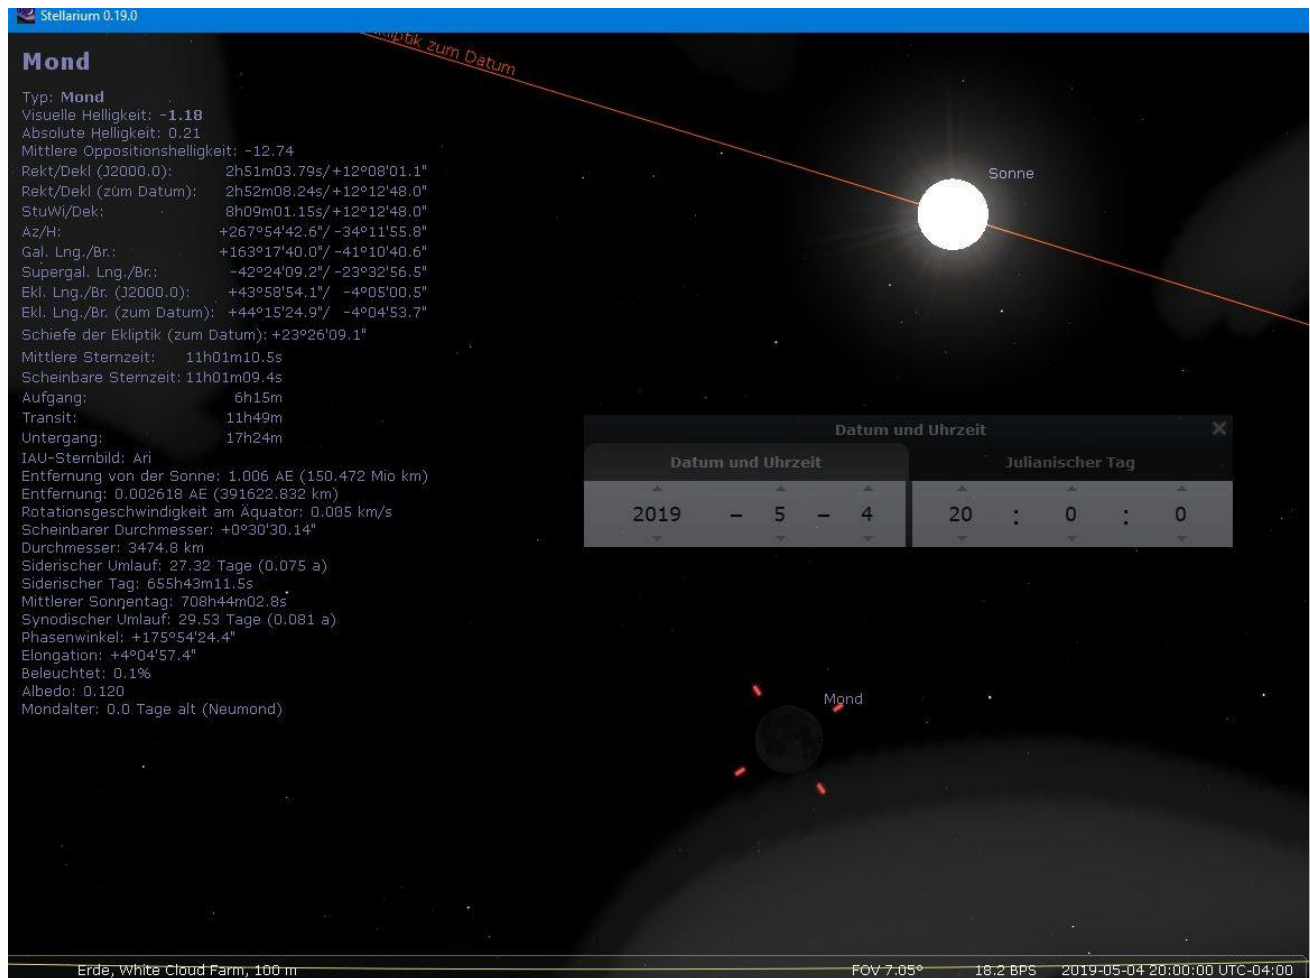 Stellarium 0.19.0
Mond
Typ: Mond
Visuelle Helligkeit: -1.18
Absolute Helligkeit: 0.21
Mittlere Oppositionshelligkeit: -12.74
Rekt/Dekl (J2000.0): 2h51m03.79s/+12°08'01.1"
Rekt/Dekl (zum Datum): 2h52m08.24s/+12°12'48.0"
StuWi/Dek: 8h09m01.15s/+12°12'48.0"
Az/H: +267°54'42.6"/ -34°11'55.8"
Gal. Lng./Br.: +163°17'40.0"/ -41°10'40.6"
Supergal. Lng./Br.: -42°24'09.2"/ -23°32'56.5"
Ekl. Lng./Br. (J2000.0): +43°58'54.1"/ -4°05'00.5"
Ekl. Lng./Br. (zum Datum): +44°15'24.9"/ -4°04'53.7"
Schiefe der Ekliptik (zum Datum): +23°26'09.1"
Mittlere Sternzeit: 11h01m10.5s
Scheinbare Sternzeit: 11h01m09.4s
Aufgang: 6h15m
Transit: 11h49m
Untergang: 17h24m
IAU-Sternbild: Ari
Entfernung von der Sonne: 1.006 AE (150.472 Mio km)
Entfernung: 0.002618 AE (391622.832 km)
Rotationsgeschwindigkeit am Äquator: 0.005 km/s
Scheinbarer Durchmesser: +0°30'30.14"
Durchmesser: 3474.8 km
Siderischer Umlauf: 27.32 Tage (0.075 a)
Siderischer Tag: 655h43m11.5s
Mittlerer Sonnentag: 708h44m02.8s
Synodischer Umlauf: 29.53 Tage (0.081 a)
Phasenwinkel: +175°54'24.4"
Elongation: +4°04'57.4"
Beleuchtet: 0.1%
Albedo: 0.120
Mondalter: 0.0 Tage alt (Neumond)
zum Datum
Sonne
Datum und Uhrzeit
Datum und Uhrzeit Julianischer Tag
2019 – 5 – 4 20 : 0 : 0
Mond
Erde, White Cloud Farm, 100 m FOV 7.05° 18.2 BPS 2019-05-04 20:00:00 UTC-04:00